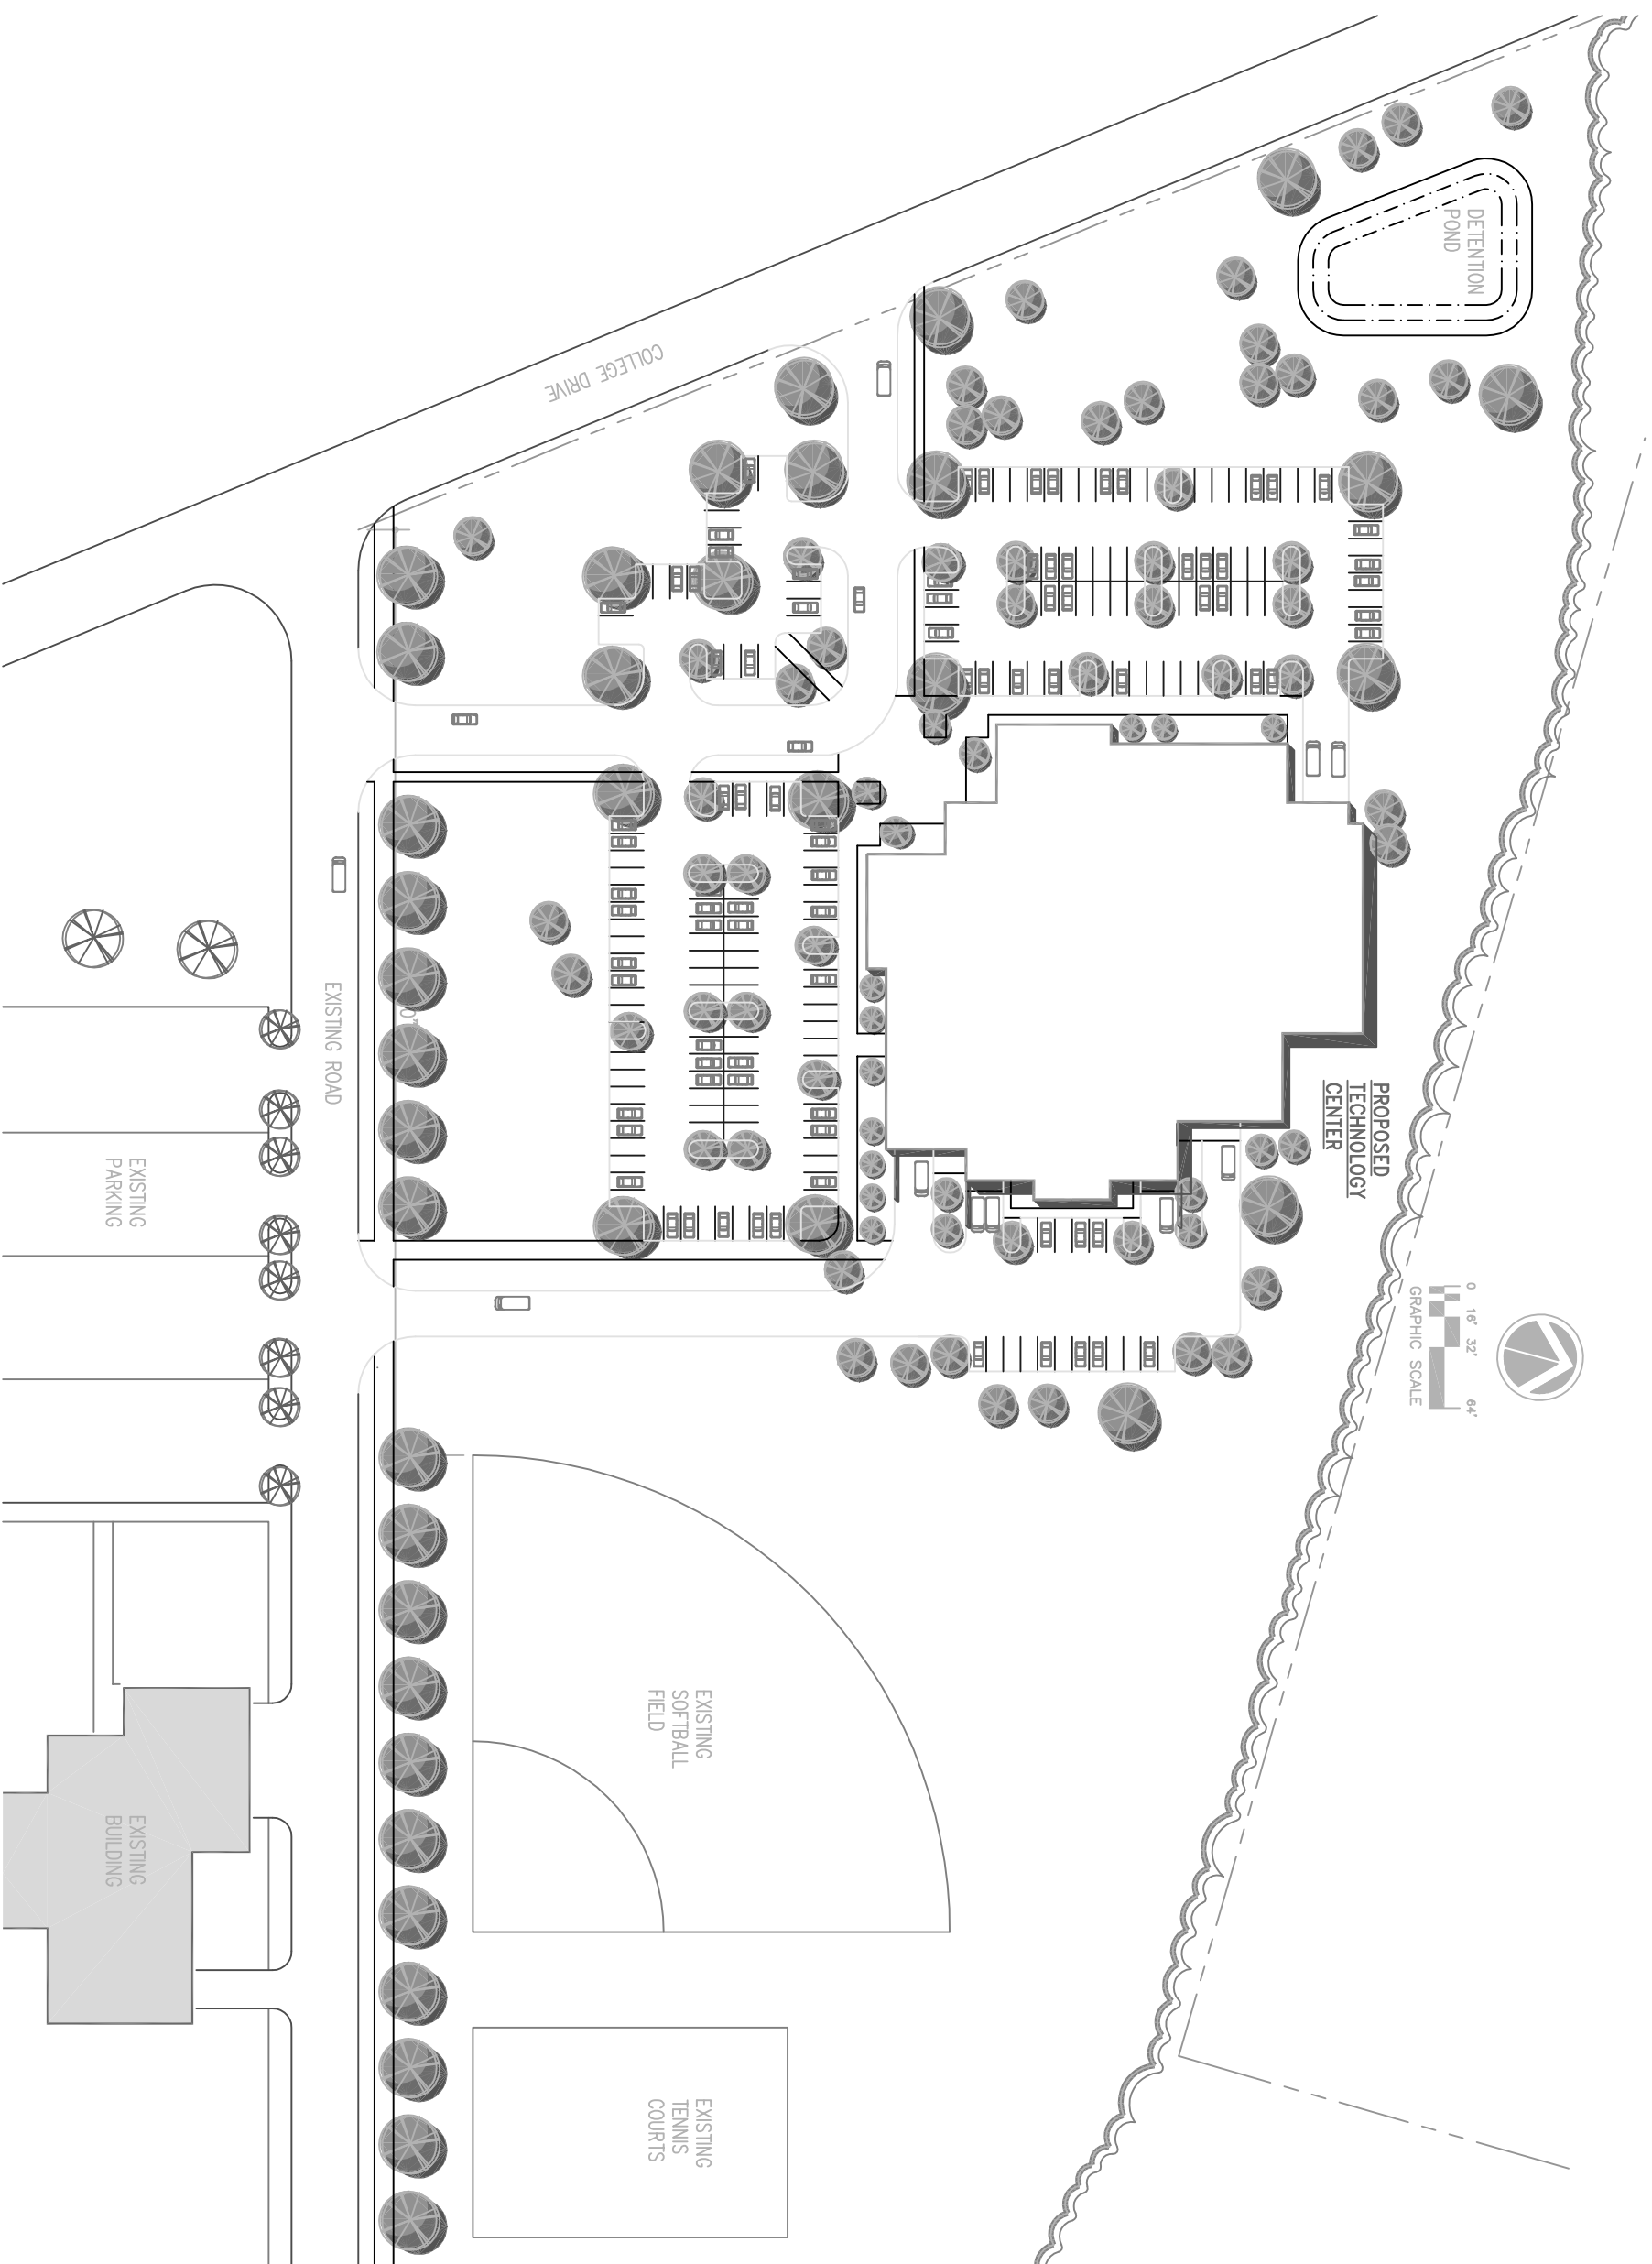 DETENTION
POND
COLLEGE DRIVE
PROPOSED
TECHNOLOGY
CENTER
0 16' 32' 64'
GRAPHIC SCALE
EXISTING ROAD
EXISTING
PARKING
EXISTING
SOFTBALL
FIELD
EXISTING
BUILDING
EXISTING
TENNIS
COURTS